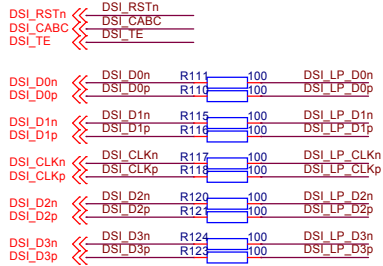 DSI_RSTn DSI_RSTn
DSI_CABC DSI_CABC
DSI_TE DSI_TE
DSI_D0n DSI_D0n R111 100 DSI_LP_D0n
DSI_D0p DSI_D0p R110 100 DSI_LP_D0p
DSI_D1n DSI_D1n R115 100 DSI_LP_D1n
DSI_D1p DSI_D1p R116 100 DSI_LP_D1p
DSI_CLKn DSI_CLKn R117 100 DSI_LP_CLKn
DSI_CLKp DSI_CLKp R118 100 DSI_LP_CLKp
DSI_D2n DSI_D2n R120 100 DSI_LP_D2n
DSI_D2p DSI_D2p R121 100 DSI_LP_D2p
DSI_D3n DSI_D3n R124 100 DSI_LP_D3n
DSI_D3p DSI_D3p R123 100 DSI_LP_D3p